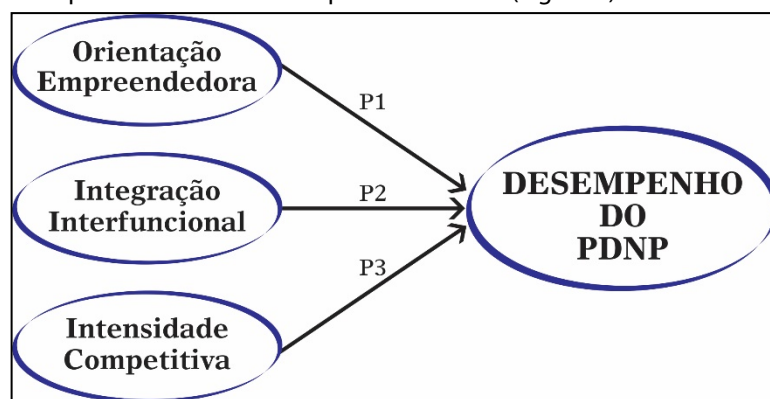 Orientação
Empreendedora
P1
Integração
Interfuncional
P2
DESEMPENHO
DO
PDNP
P3
Intensidade
Competitiva